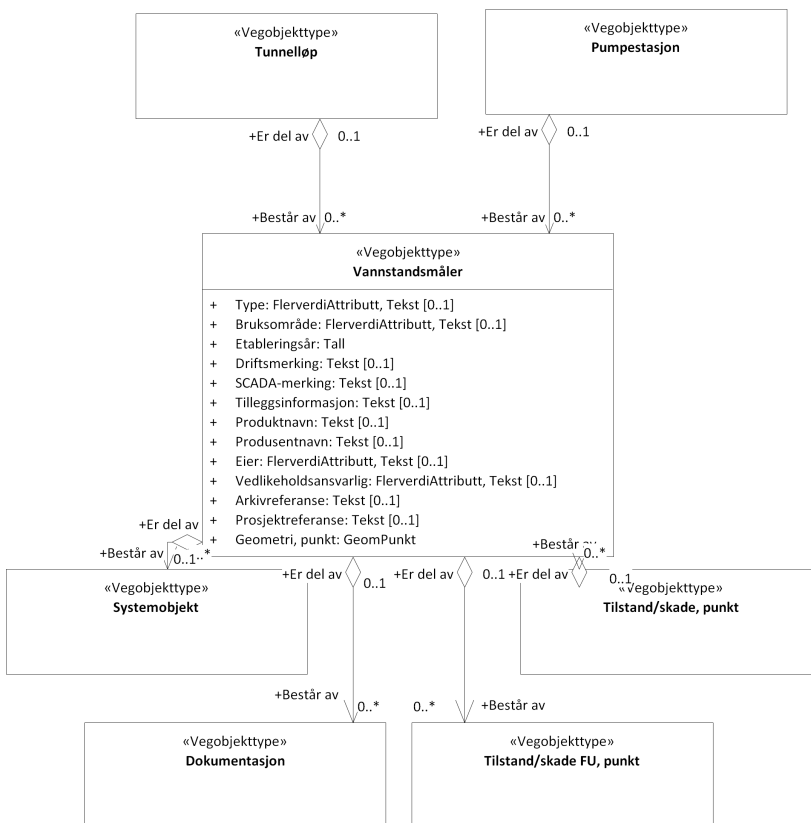 «Vegobjekttype»
Tunnelløp
«Vegobjekttype»
Pumpestasjon
+Er del av 0..1
+Er del av 0..1
+Består av 0..*
+Består av 0..*
«Vegobjekttype»
Vannstandsmåler
+ Type: FlerverdiAttributt, Tekst [0..1]
+ Bruksområde: FlerverdiAttributt, Tekst [0..1]
+ Etableringsår: Tall
+ Driftsmerking: Tekst [0..1]
+ SCADA-merking: Tekst [0..1]
+ Tilleggsinformasjon: Tekst [0..1]
+ Produktnavn: Tekst [0..1]
+ Produsentnavn: Tekst [0..1]
+ Eier: FlerverdiAttributt, Tekst [0..1]
+ Vedlikeholdsansvarlig: FlerverdiAttributt, Tekst [0..1]
+ Arkivreferanse: Tekst [0..1]
+ Prosjektreferanse: Tekst [0..1]
+ Geometri, punkt: GeomPunkt
+Er del av
+Består av 0..1
+Består av 0..*
+Er del av 0..1
+Er del av 0..1
+Er del av 0..1
«Vegobjekttype»
Systemobjekt
«Vegobjekttype»
Tilstand/skade, punkt
+Består av 0..*
0..* +Består av
«Vegobjekttype»
Dokumentasjon
«Vegobjekttype»
Tilstand/skade FU, punkt